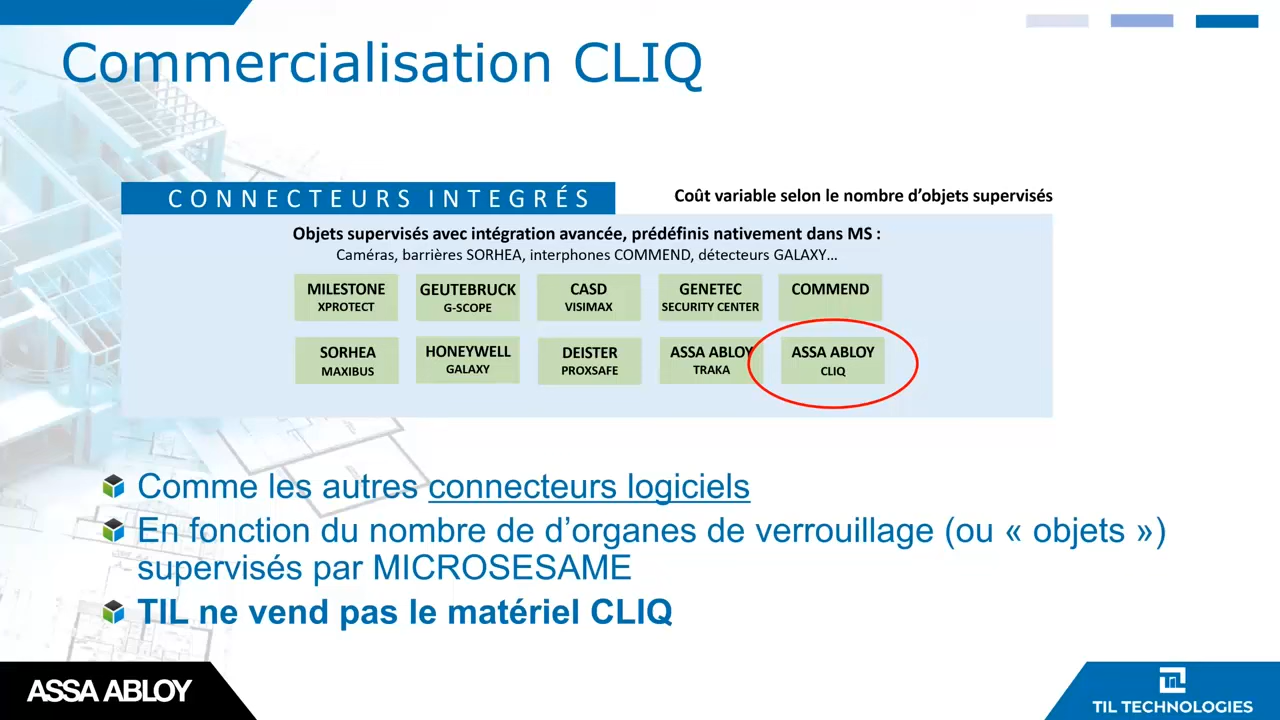 Commercialisation CLIQ
CONNECTEURS INTEGRÉS
Coût variable selon le nombre d’objets supervisés
Objets supervisés avec intégration avancée, prédéfinis nativement dans MS :
Caméras, barrières SORHEA, interphones COMMEND, détecteurs GALAXY…
MILESTONE
XPROTECT
GEUTEBRUCK
G-SCOPE
CASD
VISIMAX
GENETEC
SECURITY CENTER
COMMEND
SORHEA
MAXIBUS
HONEYWELL
GALAXY
DEISTER
PROXSAFE
ASSA ABLOY
TRAKA
ASSA ABLOY
CLIQ
Comme les autres connecteurs logiciels
En fonction du nombre de d’organes de verrouillage (ou « objets »)
supervisés par MICROSESAME
TIL ne vend pas le matériel CLIQ
ASSA ABLOY
TIL TECHNOLOGIES